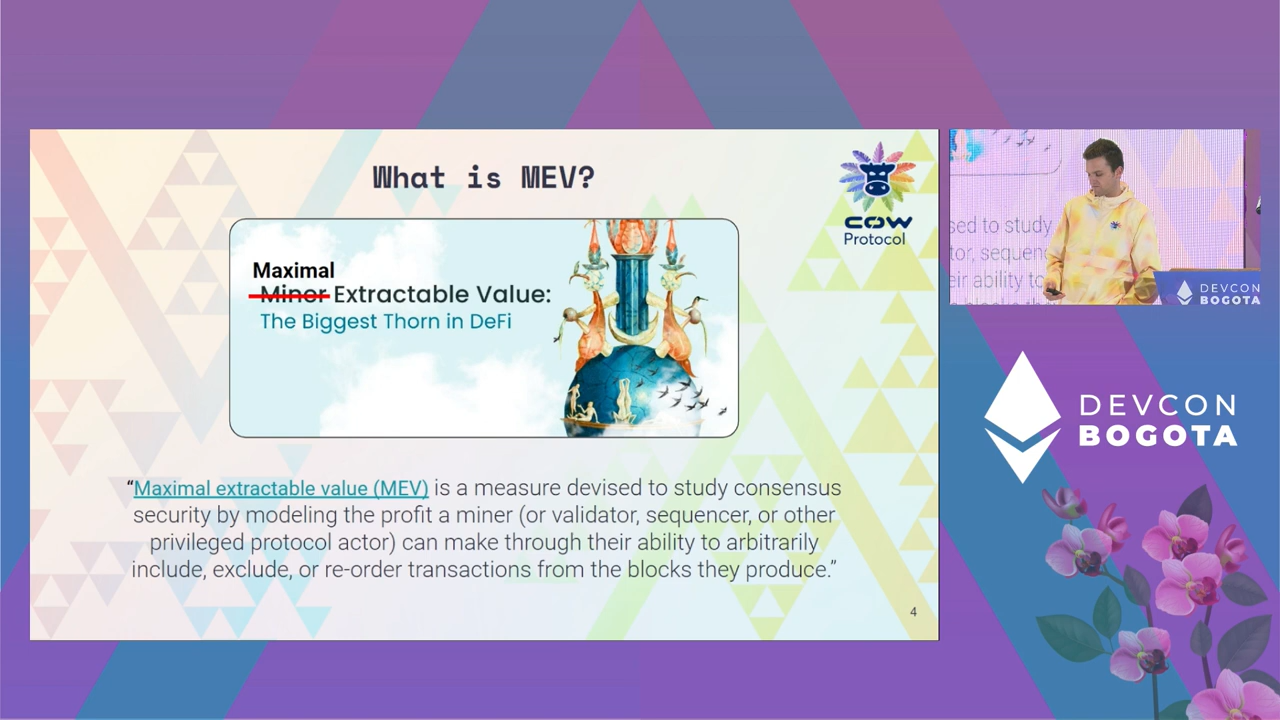 What is MEV?
COW
Protocol
Maximal
Miner Extractable Value:
The Biggest Thorn in DeFi
“Maximal extractable value (MEV) is a measure devised to study consensus
security by modeling the profit a miner (or validator, sequencer, or other
privileged protocol actor) can make through their ability to arbitrarily
include, exclude, or re-order transactions from the blocks they produce.”
4
sed to study
tor, sequenc
eir ability to
DEVCON
BOGOTA
DEVCON
BOGOTA